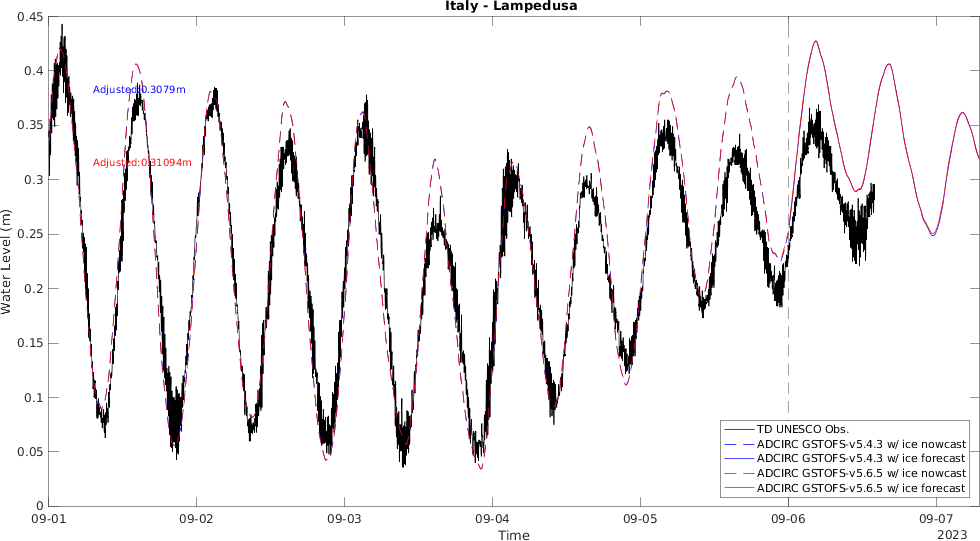 Italy - Lampedusa
0.45
0.4
0.35
0.3
0.25
0.2
0.15
0.1
0.05
0
Water Level (m)
Adjusted:0.3079m
Adjusted:0.31094m
TD UNESCO Obs.
ADCIRC GSTOFS-v5.4.3 w/ ice nowcast
ADCIRC GSTOFS-v5.4.3 w/ ice forecast
ADCIRC GSTOFS-v5.6.5 w/ ice nowcast
ADCIRC GSTOFS-v5.6.5 w/ ice forecast
09-01 09-02 09-03 09-04 09-05 09-06 09-07
Time
2023